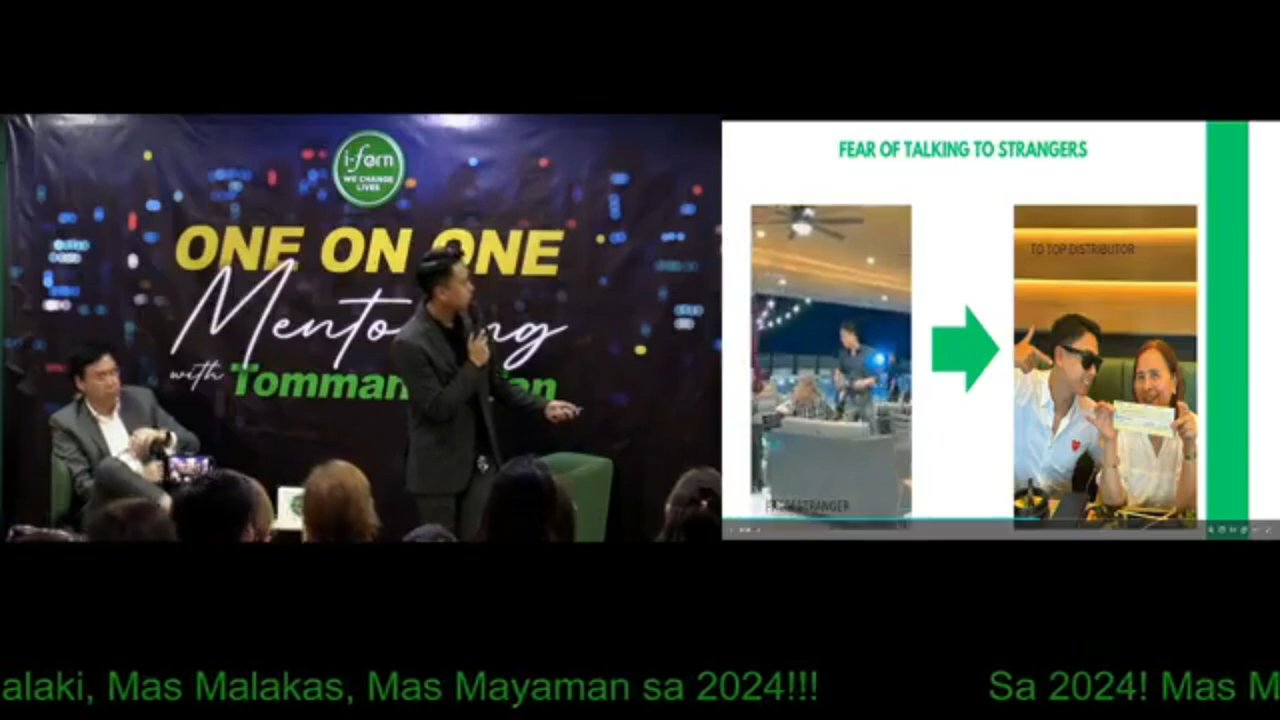 i-fern
WE CHANGE
LIVES
ONE ON ONE
with
FEAR OF TALKING TO STRANGERS
TO TOP DISTRIBUTOR
STRANGER
alaki, Mas Malakas, Mas Mayaman sa 2024!!!
Sa 2024! Mas M